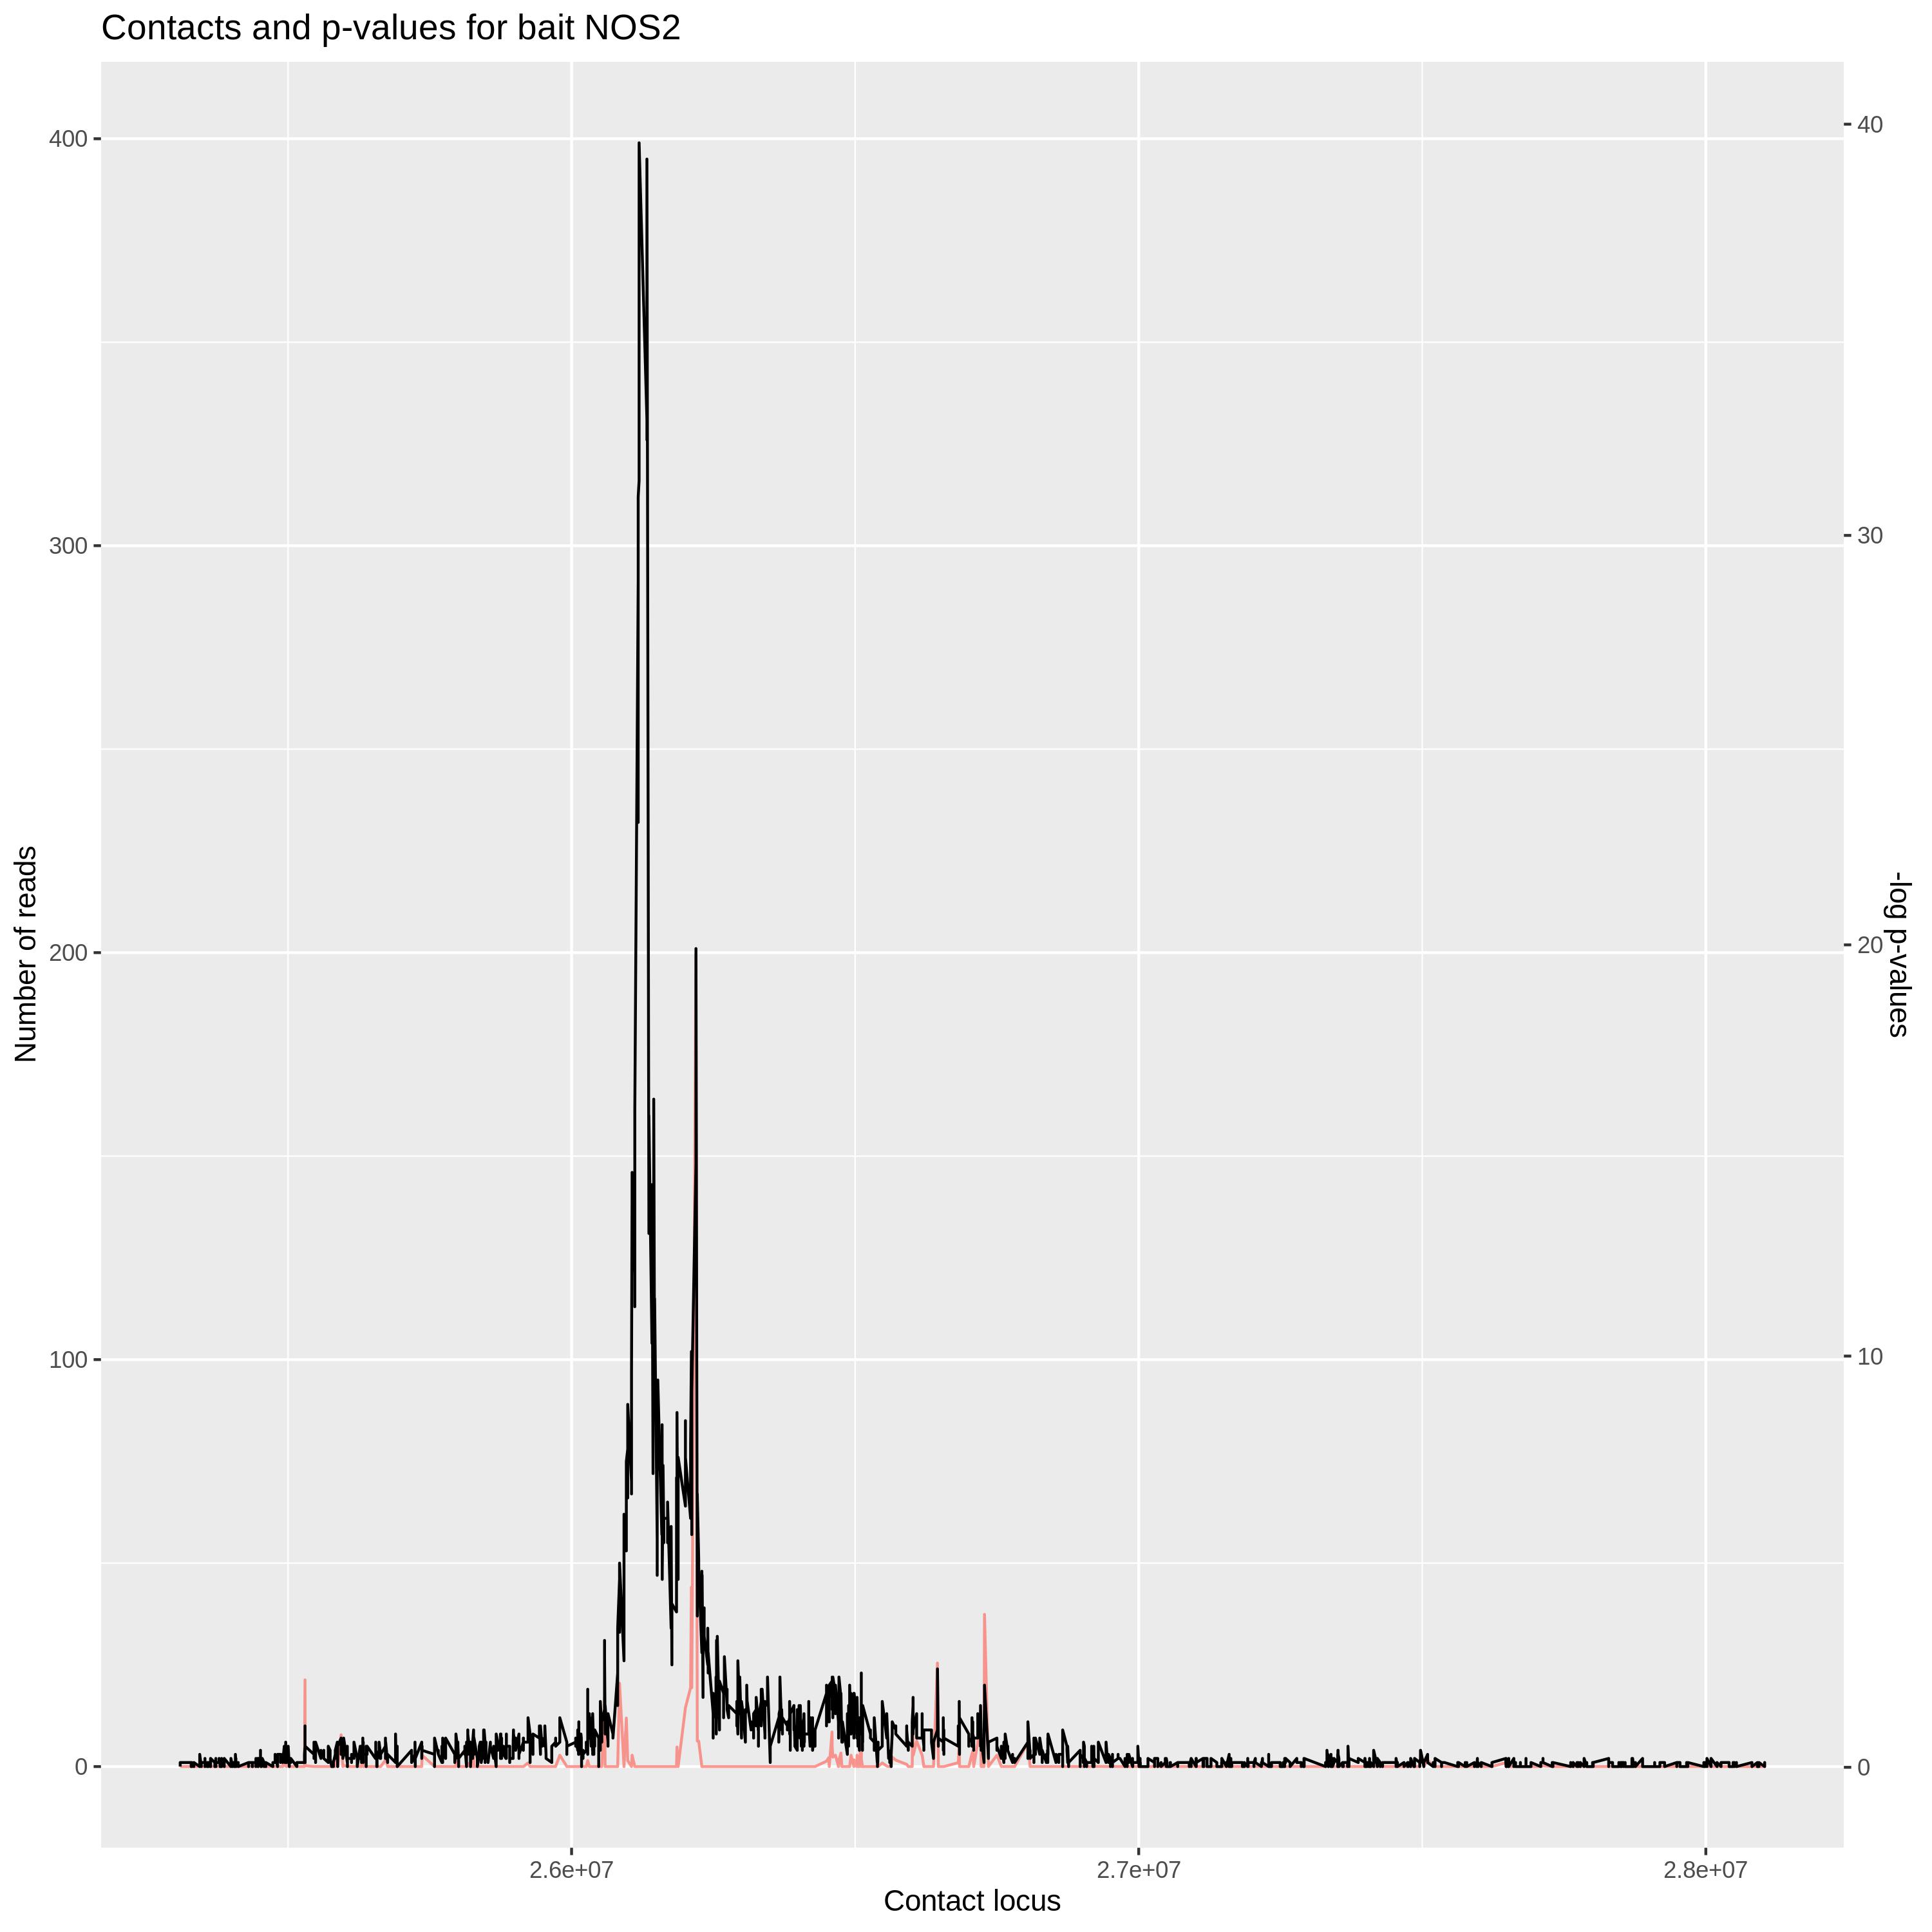 Contacts and p-values for bait NOS2
400
300
200
100
0
40
30
20
10
0
Number of reads
-log p-values
2.6e+07
2.7e+07
2.8e+07
Contact locus